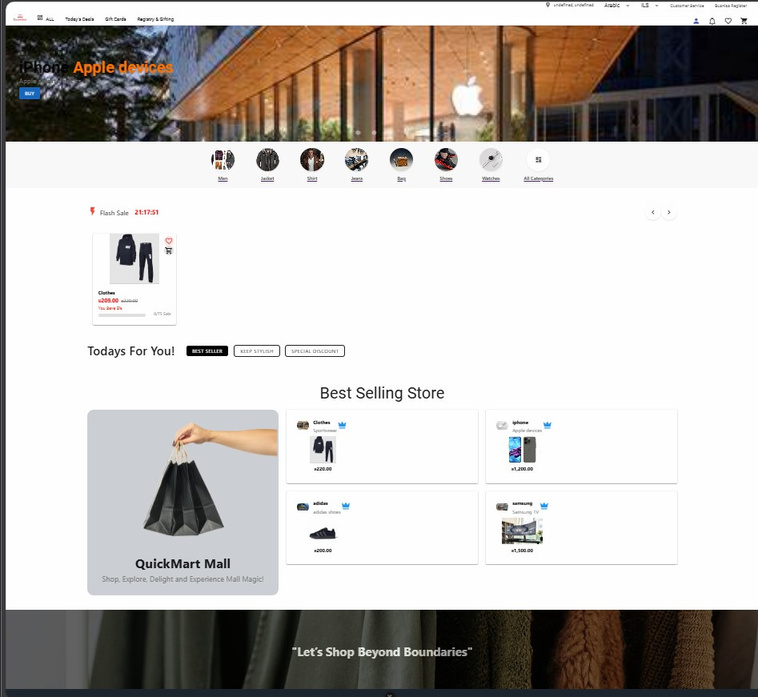 undefined, undefined Arabic ILS Customer Service Business Register
ALL Today's Deals Gift Cards Registry & Gifting
iPhone Apple devices
Apple
BUY
Men Jacket Shirt Jeans Bag Shoes Watches All Categories
Flash Sale 21:17:51
Clothes
₪209.00
You save 5%
Todays For You! BEST SELLER KEEP STYLISH SPECIAL DISCOUNT
Best Selling Store
Clothes
Sportswear
₪220.00
iphone
Apple devices
₪1,200.00
adidas
adidas shoes
₪200.00
samsung
Samsung TV
₪1,500.00
QuickMart Mall
Shop, Explore, Delight and Experience Mall Magic!
"Let's Shop Beyond Boundaries"